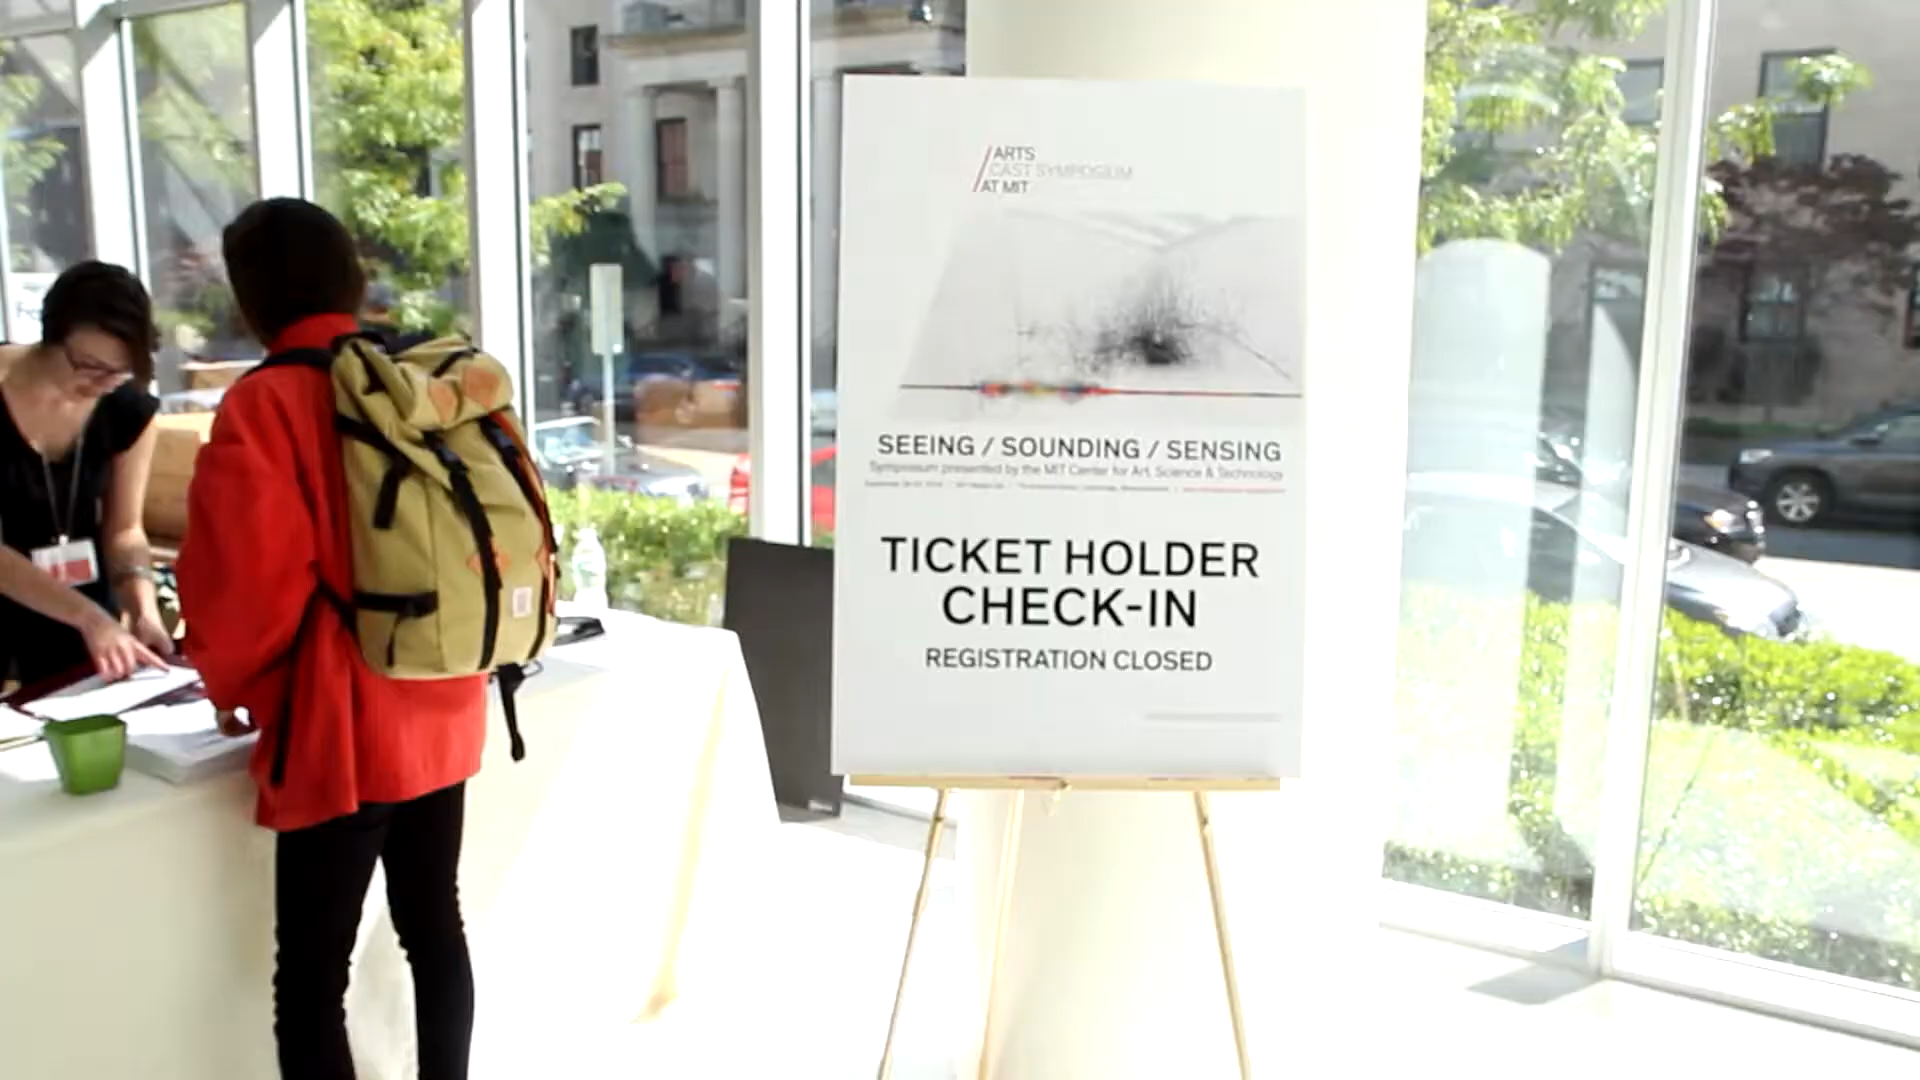 ARTS
CAST SYMPOSIUM
AT MIT
SEEING / SOUNDING / SENSING
Symposium presented by the MIT Center for Art, Science & Technology
TICKET HOLDER
CHECK-IN
REGISTRATION CLOSED